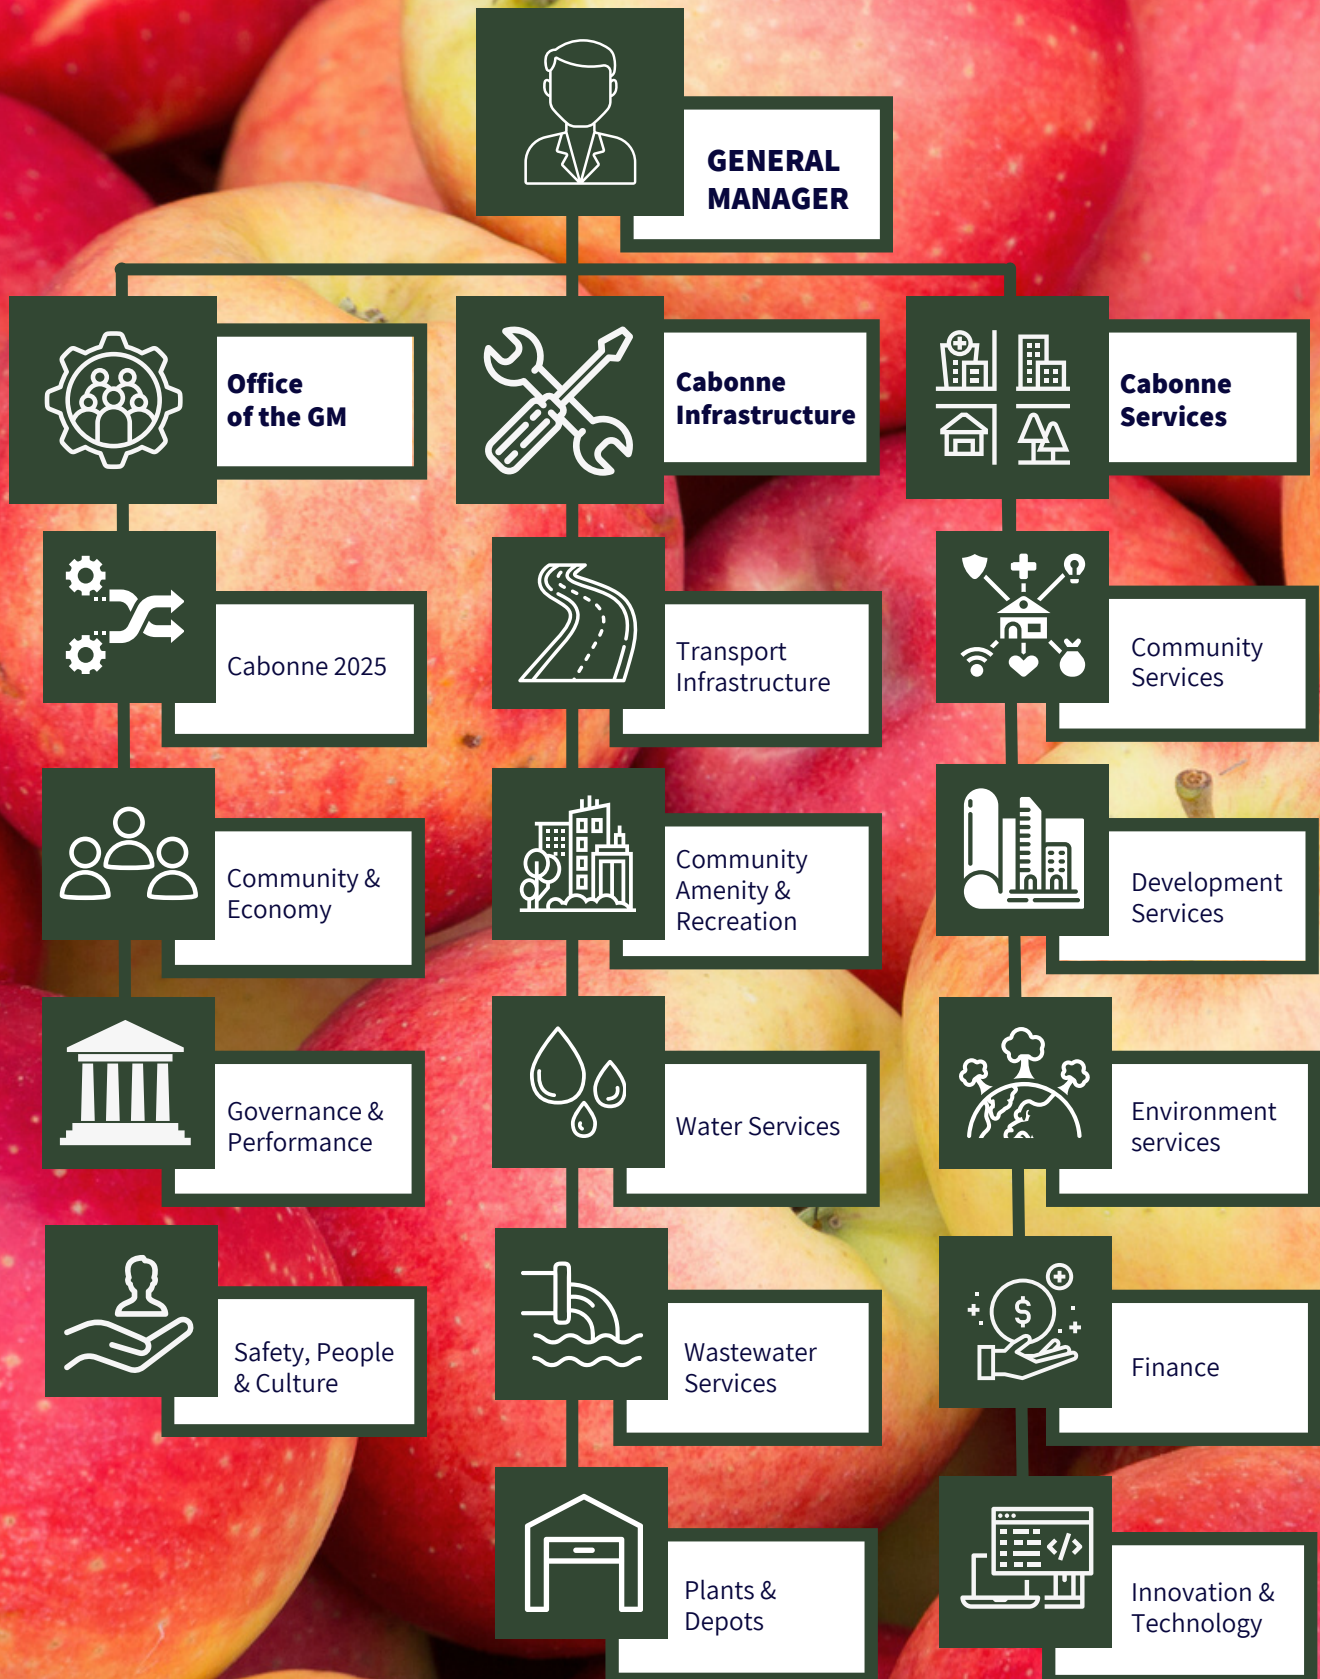 GENERAL
MANAGER
Office
of the GM
Cabonne
Infrastructure
Cabonne
Services
Cabonne 2025
Transport
Infrastructure
Community
Services
Community &
Economy
Community
Amenity &
Recreation
Development
Services
Governance &
Performance
Water Services
Environment
services
Safety, People
& Culture
Wastewater
Services
Finance
Plants &
Depots
Innovation &
Technology